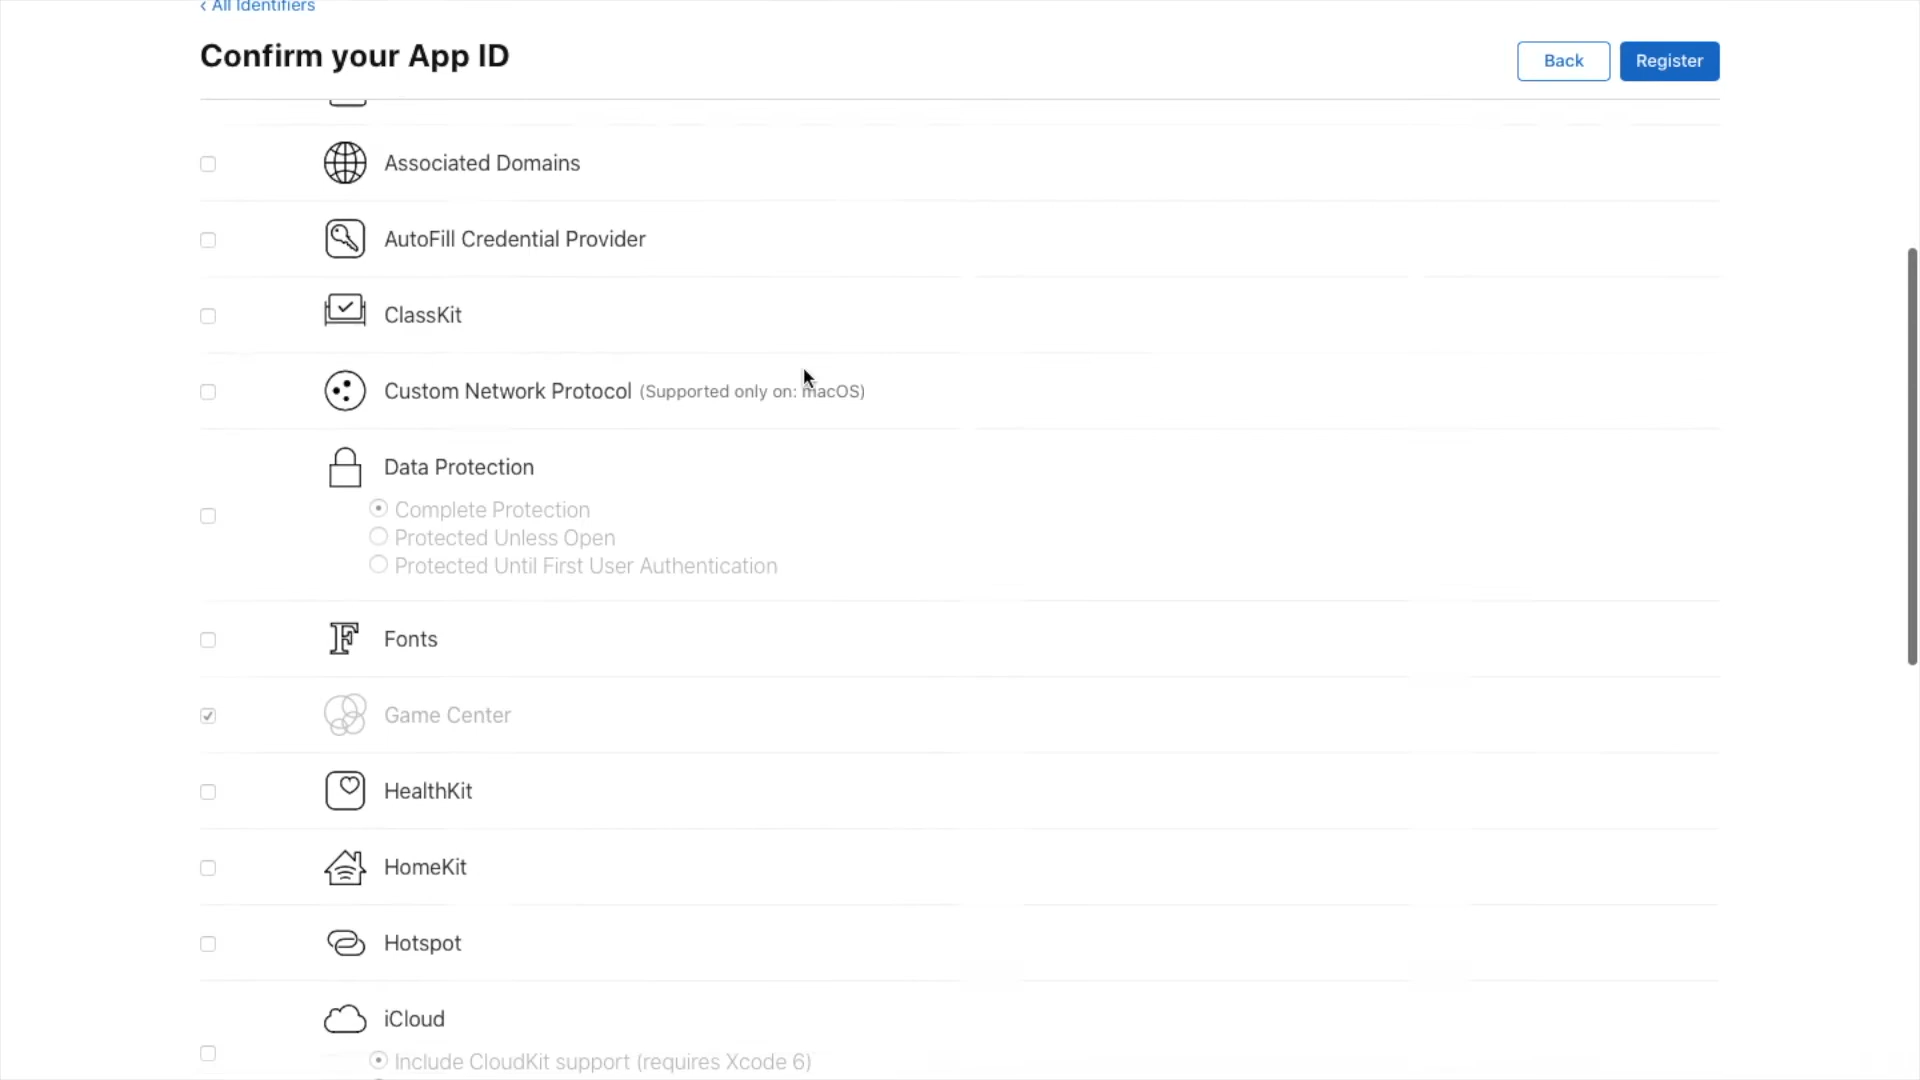 ‹ All Identifiers
Confirm your App ID
Back
Register
Associated Domains
AutoFill Credential Provider
ClassKit
Custom Network Protocol (Supported only on: macOS)
Data Protection
Complete Protection
Protected Unless Open
Protected Until First User Authentication
Fonts
Game Center
HealthKit
HomeKit
Hotspot
iCloud
Include CloudKit support (requires Xcode 6)